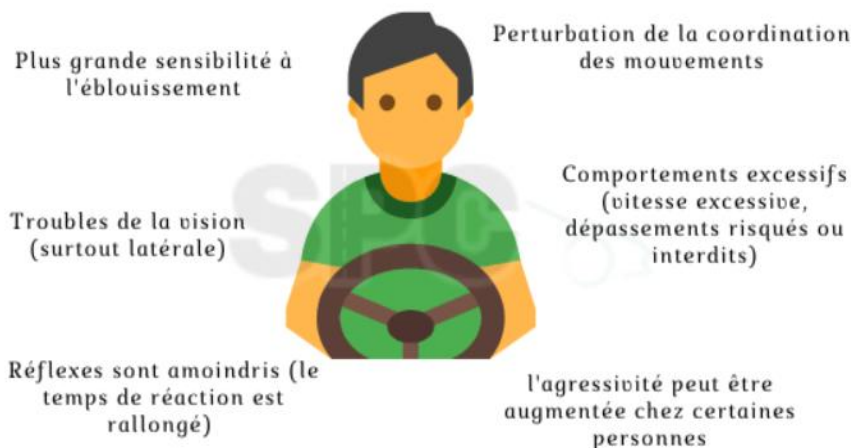 Plus grande sensibilité à
l'éblouissement
Perturbation de la coordination
des mouvements
Troubles de la vision
(surtout latérale)
Comportements excessifs
(vitesse excessive,
dépassements risqués ou
interdits)
Réflexes sont amoindris (le
temps de réaction est
rallongé)
l'agressivité peut être
augmentée chez certaines
personnes
SPC